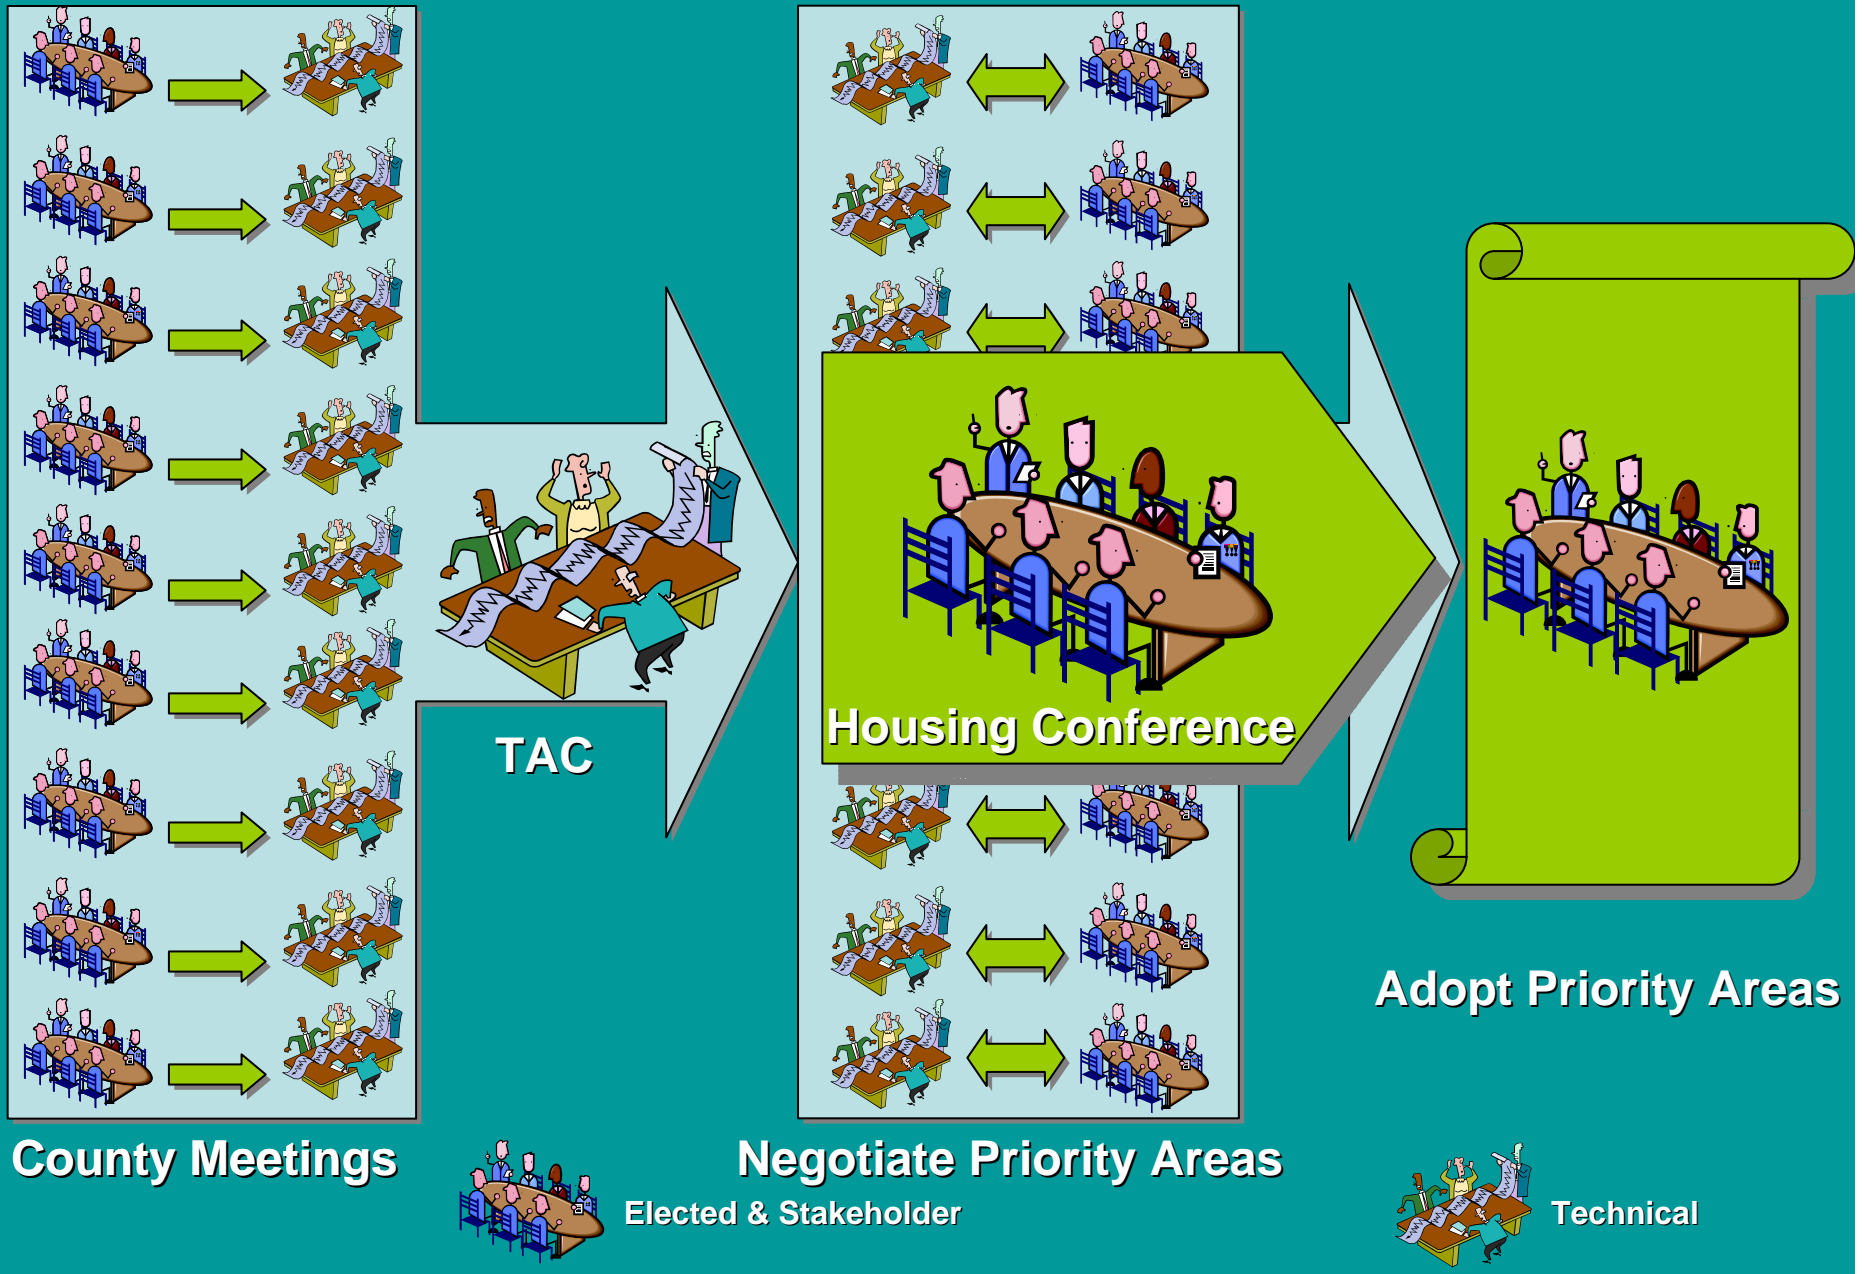 TAC
Housing Conference
Adopt Priority Areas
County Meetings
Negotiate Priority Areas
Elected & Stakeholder
Technical